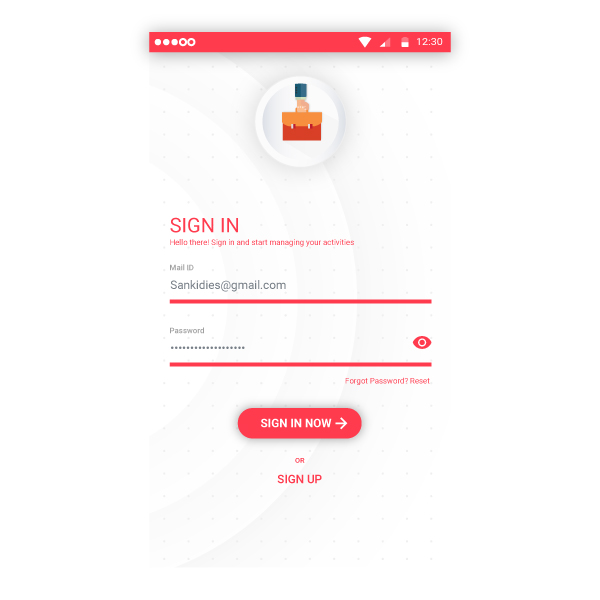 12:30
SIGN IN
Hello there! Sign in and start managing your activities
Mail ID
Sankidies@gmail.com
Password
•••••••••••••••••••
Forgot Password? Reset.
SIGN IN NOW
OR
SIGN UP